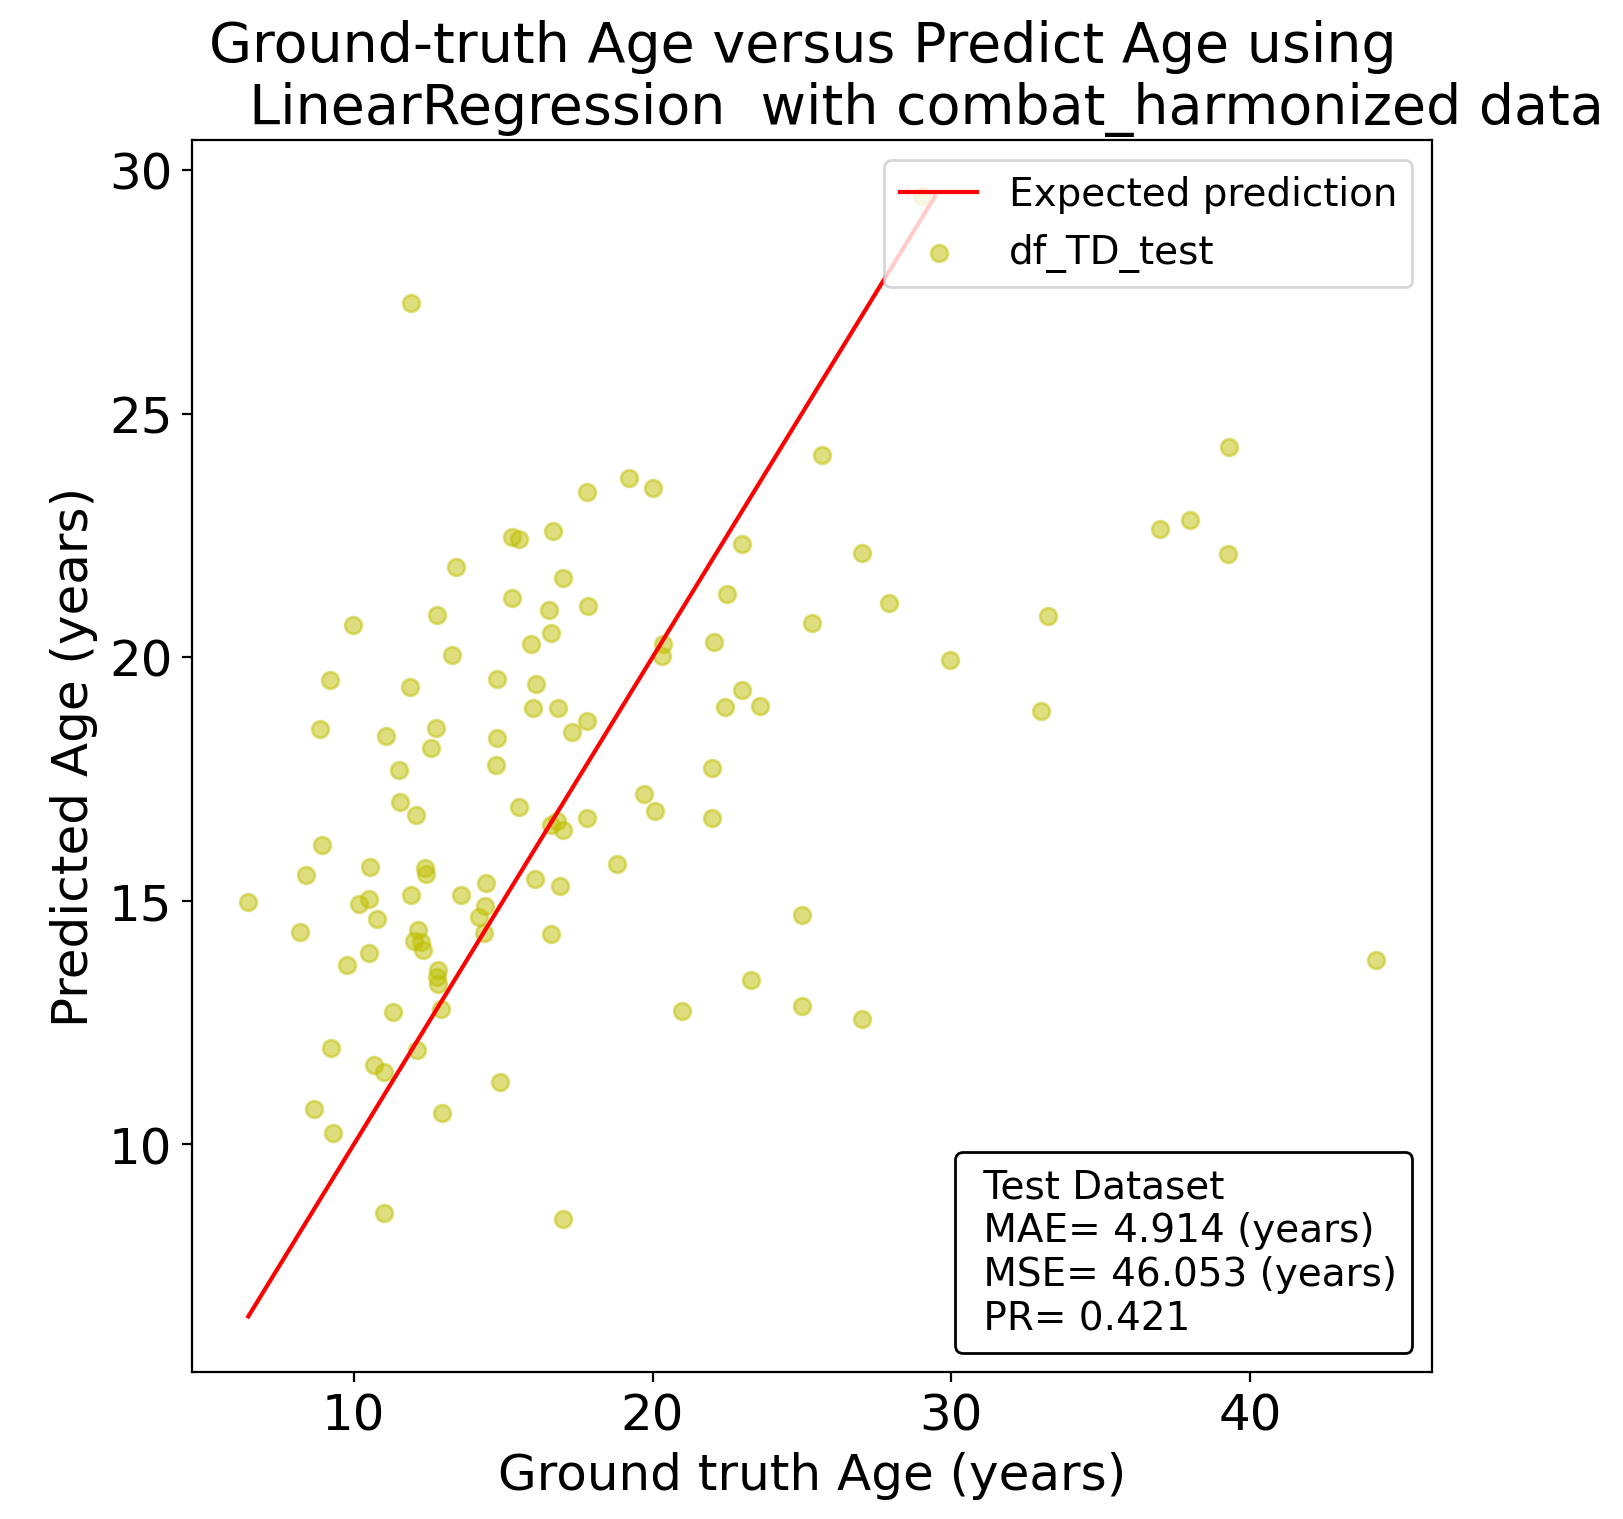 Ground-truth Age versus Predict Age using
LinearRegression with combat_harmonized data
30
25
20
15
10
Predicted Age (years)
Expected prediction
df_TD_test
Test Dataset
MAE= 4.914 (years)
MSE= 46.053 (years)
PR= 0.421
10 20 30 40
Ground truth Age (years)